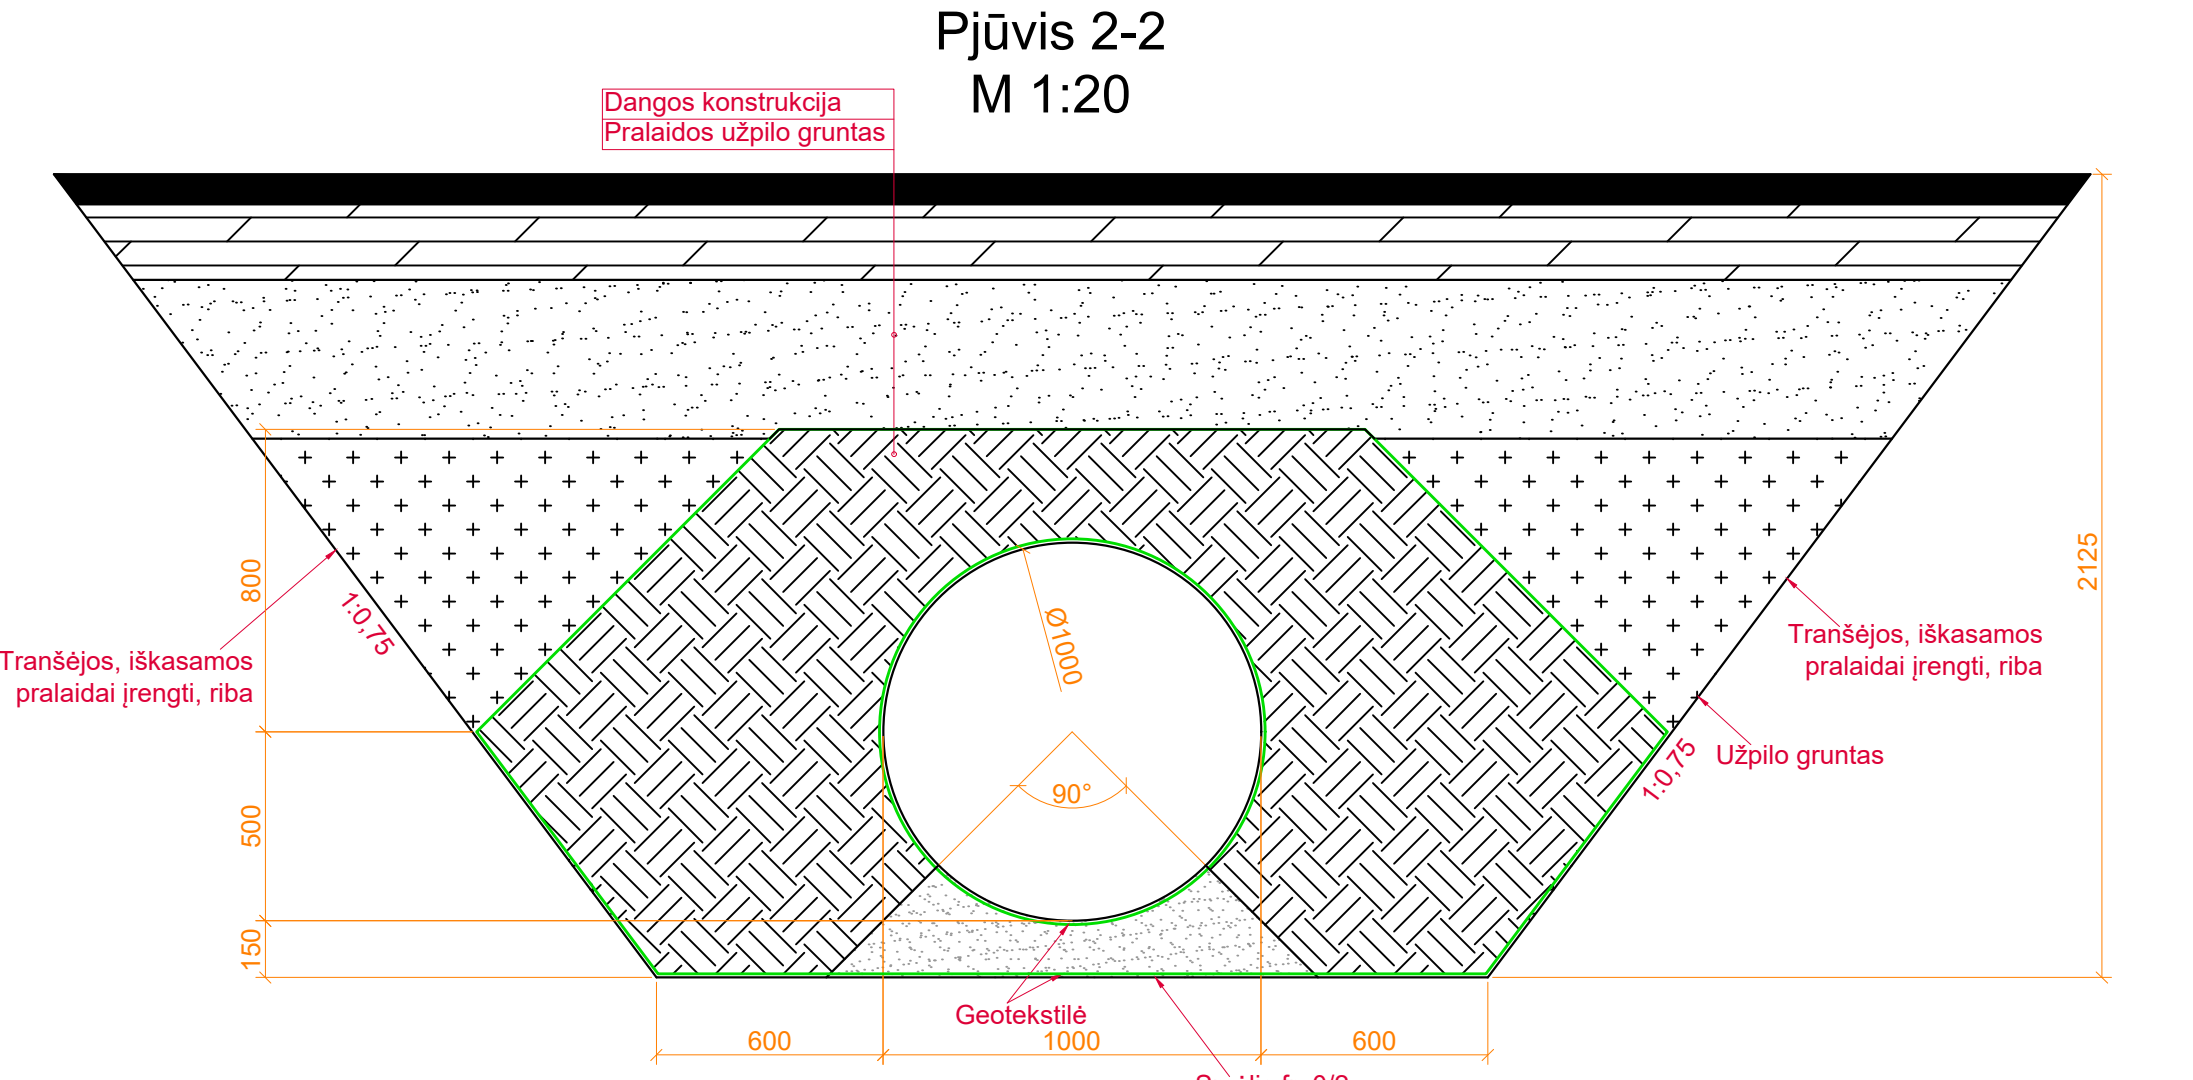 Pjūvis 2-2
M 1:20
Dangos konstrukcija
Pralaidos užpilo gruntas
800
500
150
1:0,75
Tranšėjos, iškasamos
pralaidai įrengti, riba
Ø1000
90°
2125
Tranšėjos, iškasamos
pralaidai įrengti, riba
Užpilo gruntas
1:0,75
Geotekstilė
600
1000
600